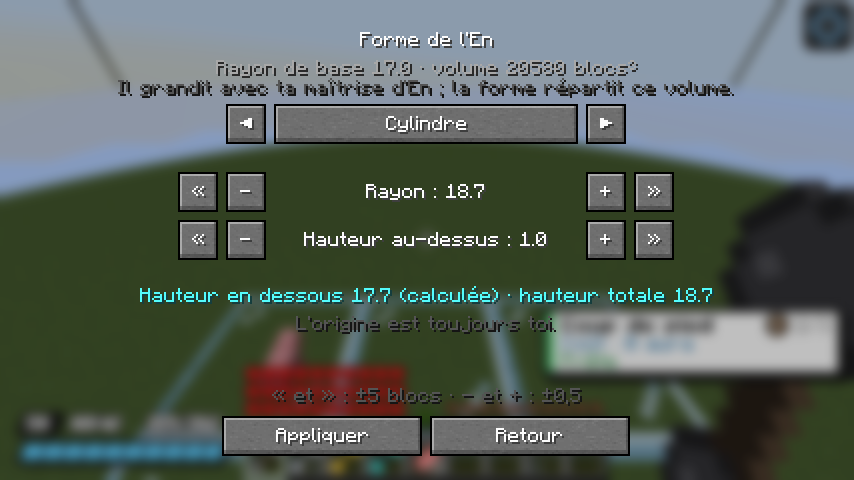 Forme de l'En
Rayon de base 17.0 · volume 20580 blocs³
Il grandit avec ta maîtrise d'En ; la forme répartit ce volume.
◄ Cylindre ►
« − Rayon : 18.7 + »
« − Hauteur au-dessus : 1.0 + »
Hauteur en dessous 17.7 (calculée) · hauteur totale 18.7
L'origine est toujours toi.
« et » : ±5 blocs · − et + : ±0,5
Appliquer Retour